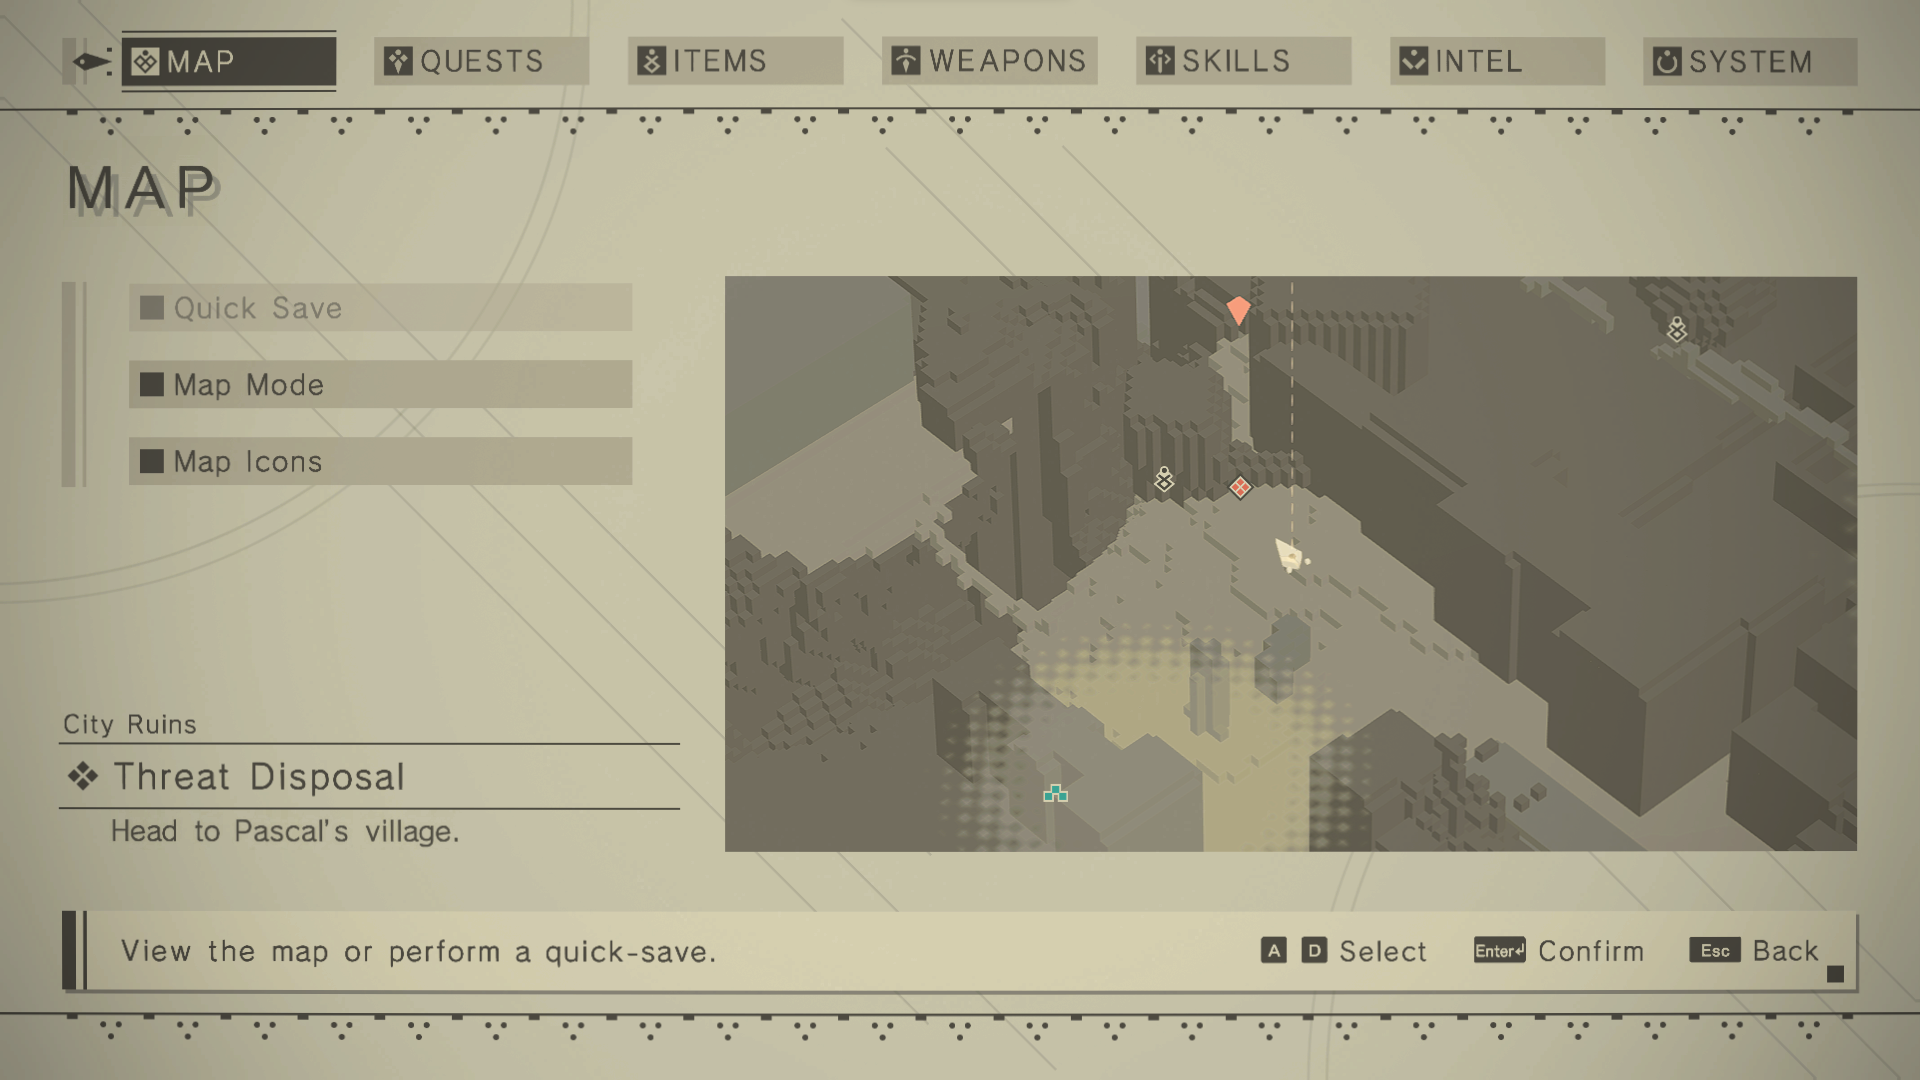 MAP
QUESTS
ITEMS
WEAPONS
SKILLS
INTEL
SYSTEM
MAP
Quick Save
Map Mode
Map Icons
City Ruins
Threat Disposal
Head to Pascal's village.
View the map or perform a quick-save.
A D Select
Enter↵ Confirm
Esc Back